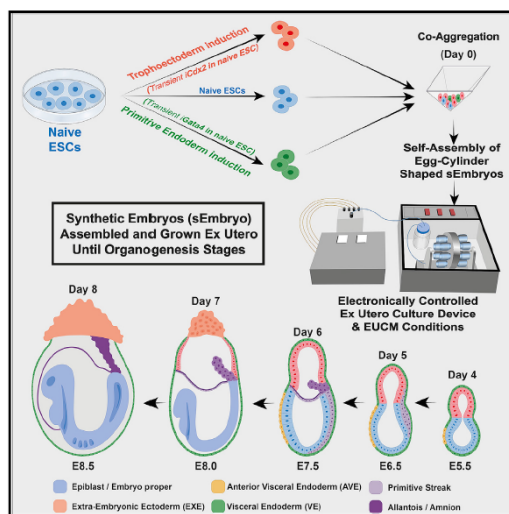 Trophoectoderm induction
(Transient iCdx2 in naive ESC)
Naive ESCs
(Transient iGata4 in naive ESC)
Primitive Endoderm induction
Naive
ESCs
Co-Aggregation
(Day 0)
Self-Assembly of
Egg-Cylinder
Shaped sEmbryos
Synthetic Embryos (sEmbryo)
Assembled and Grown Ex Utero
Until Organogenesis Stages
Electronically Controlled
Ex Utero Culture Device
& EUCM Conditions
Day 8
Day 7
Day 6
Day 5
Day 4
E8.5
E8.0
E7.5
E6.5
E5.5
Epiblast / Embryo proper
Anterior Visceral Endoderm (AVE)
Primitive Streak
Extra-Embryonic Ectoderm (EXE)
Visceral Endoderm (VE)
Allantois / Amnion